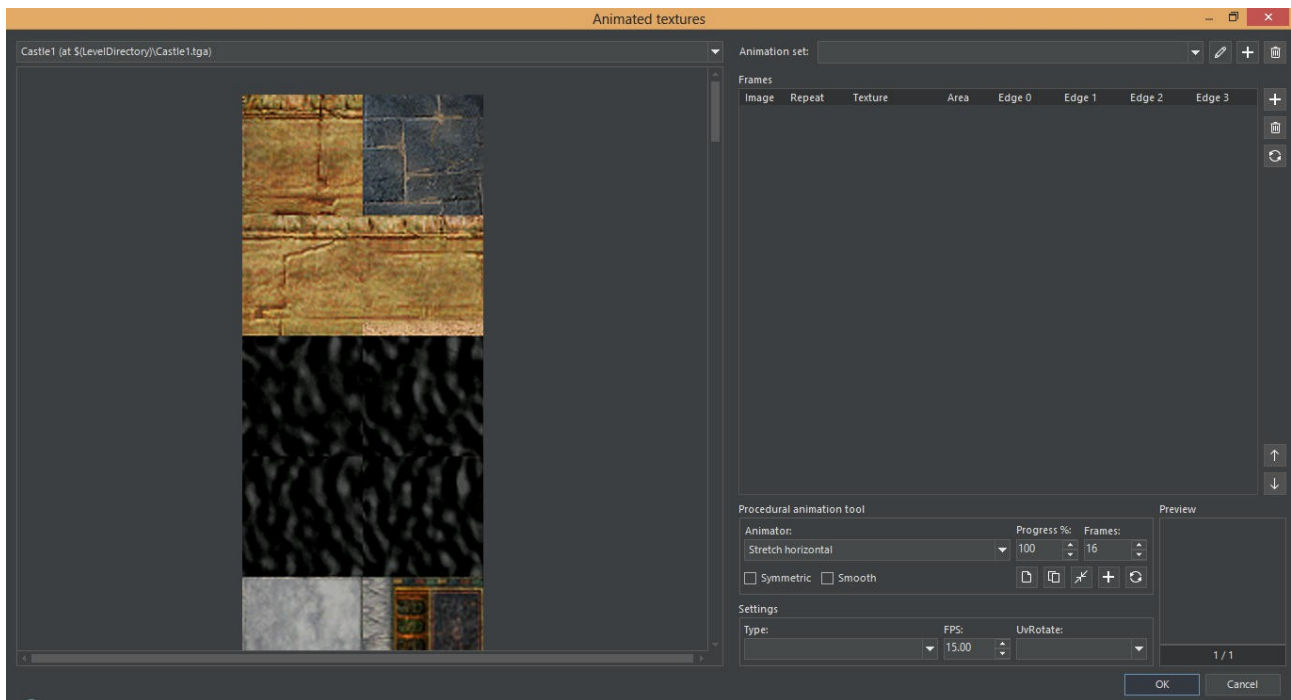 Animated textures
Castle1 (at $(LevelDirectory)\Castle1.tga)
Animation set:
Frames
Image Repeat Texture Area Edge 0 Edge 1 Edge 2 Edge 3
Procedural animation tool
Animator: Progress %: Frames:
Stretch horizontal 100 16
Symmetric Smooth
Settings
Type: FPS: UvRotate:
15.00
Preview
1 / 1
OK Cancel